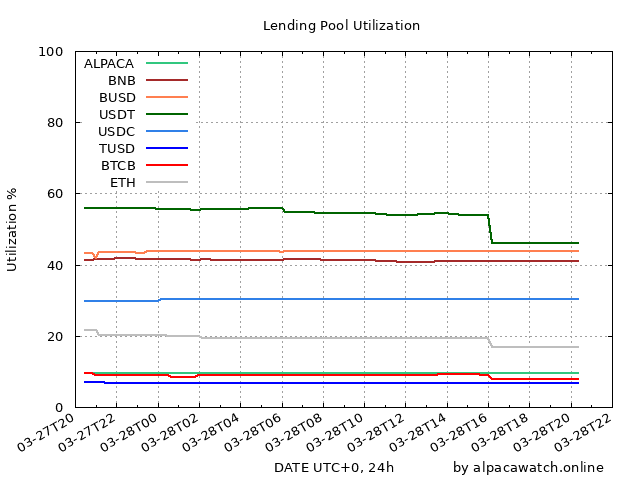 Lending Pool Utilization
100
80
60
40
20
0
Utilization %
ALPACA
BNB
BUSD
USDT
USDC
TUSD
BTCB
ETH
03-27T20
03-27T22
03-28T00
03-28T02
03-28T04
03-28T06
03-28T08
03-28T10
03-28T12
03-28T14
03-28T16
03-28T18
03-28T20
03-28T22
DATE UTC+0, 24h
by alpacawatch.online